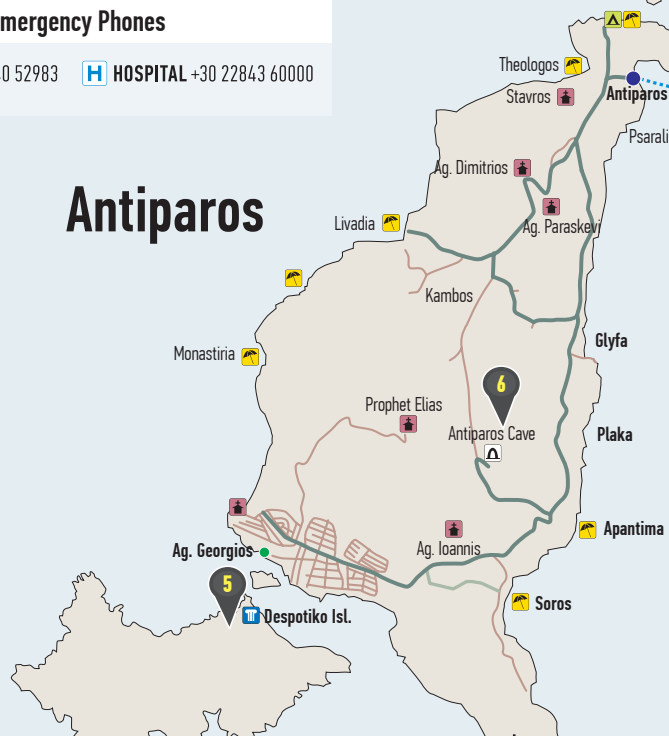 mergency Phones
0 52983
H HOSPITAL +30 22843 60000
Antiparos
Theologos
Stavros
Antiparos
Psarali
Ag. Dimitrios
Ag. Paraskevi
Livadia
Kambos
Glyfa
Monastiria
6
Prophet Elias
Antiparos Cave
Plaka
Apantima
Ag. Ioannis
Ag. Georgios
5
Despotiko Isl.
Soros